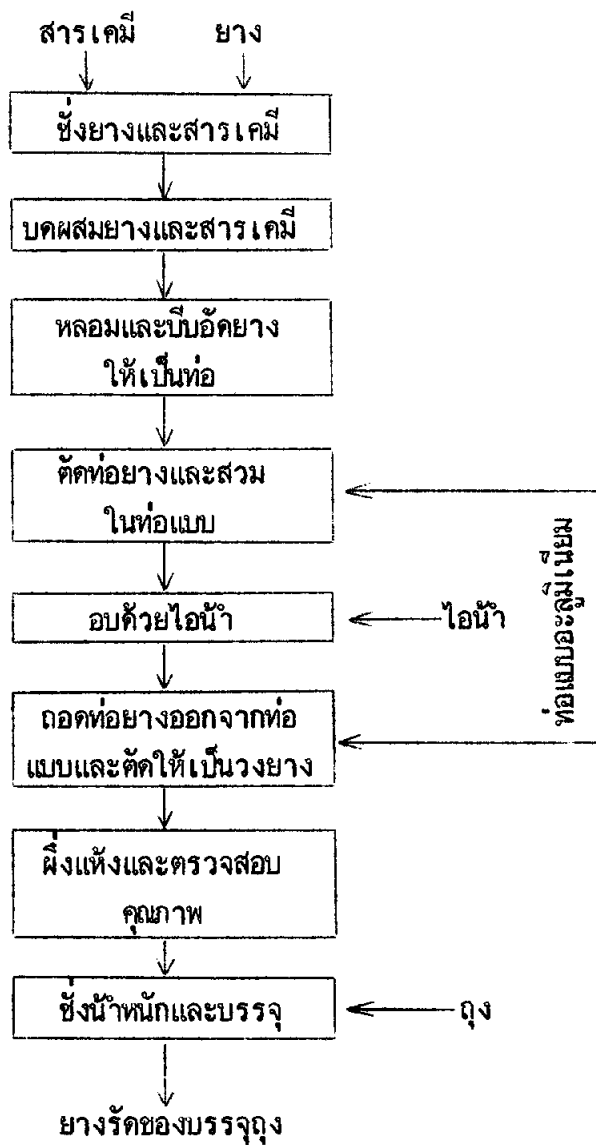 สารเคมี ยาง
ชั่งยางและสารเคมี
บดผสมยางและสารเคมี
หลอมและบีบอัดยาง
ให้เป็นท่อ
ตัดท่อยางและสวม
ในท่อแบบ
ท่อแบบอะลูมิเนียม
อบด้วยไอน้ำ
ไอน้ำ
ถอดท่อยางออกจากท่อ
แบบและตัดให้เป็นวงยาง
ผึ่งแห้งและตรวจสอบ
คุณภาพ
ชั่งน้ำหนักและบรรจุ
ถุง
ยางรัดของบรรจุถุง